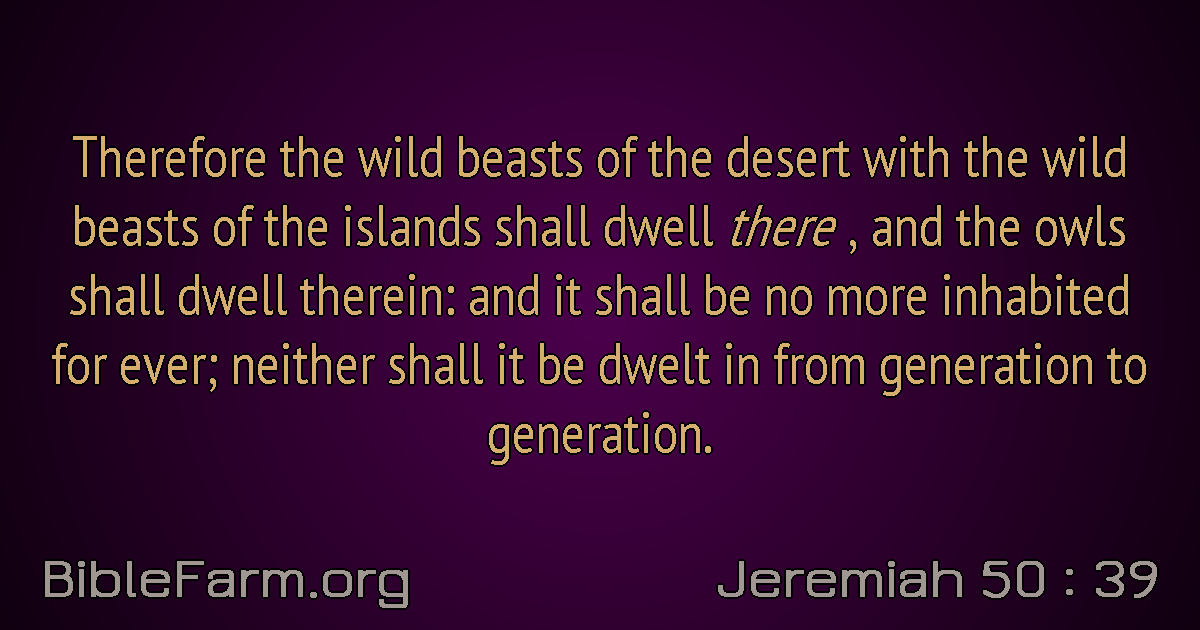 Therefore the wild beasts of the desert with the wild
beasts of the islands shall dwell there , and the owls
shall dwell therein: and it shall be no more inhabited
for ever; neither shall it be dwelt in from generation to
generation.
BibleFarm.org
Jeremiah 50 : 39